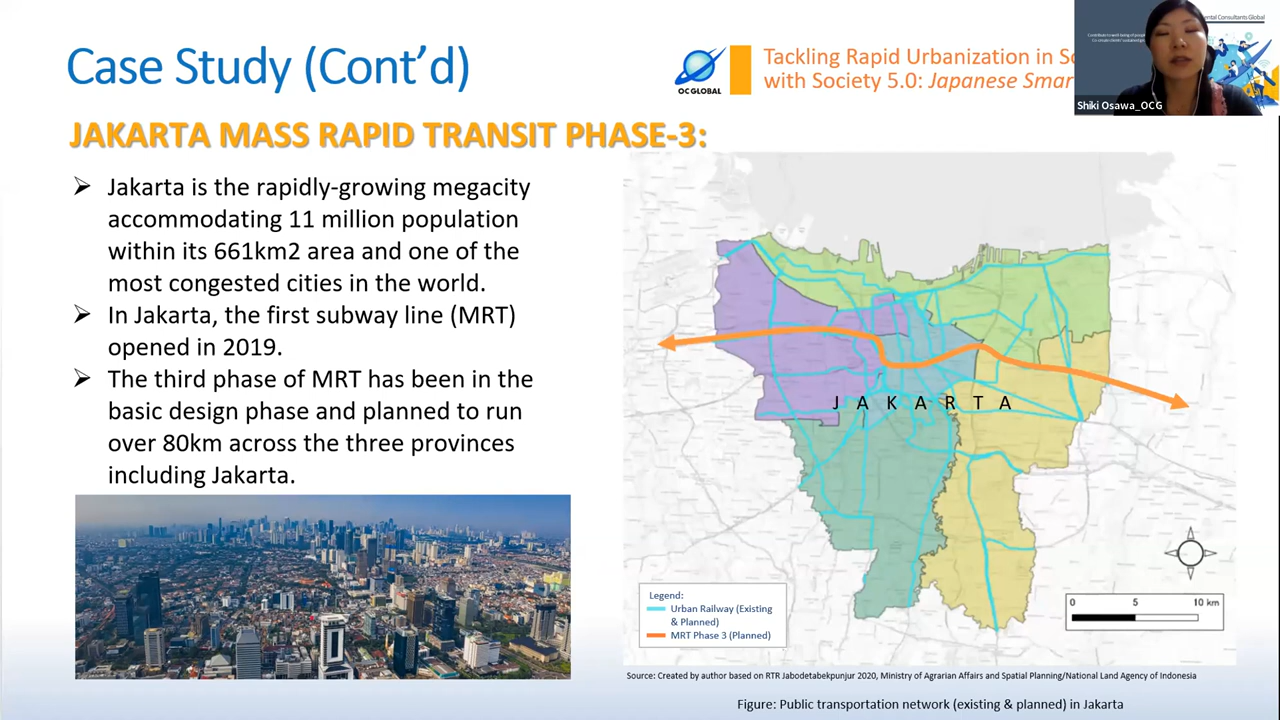 Case Study (Cont'd)
OC GLOBAL
Tackling Rapid Urbanization in
with Society 5.0: Japanese
Shiki Osawa_OCG
JAKARTA MASS RAPID TRANSIT PHASE-3:
➢ Jakarta is the rapidly-growing megacity
accommodating 11 million population
within its 661km2 area and one of the
most congested cities in the world.
➢ In Jakarta, the first subway line (MRT)
opened in 2019.
➢ The third phase of MRT has been in the
basic design phase and planned to run
over 80km across the three provinces
including Jakarta.
J A K A R T A
Legend:
Urban Railway (Existing
& Planned)
MRT Phase 3 (Planned)
0 5 10 km
Source: Created by author based on RTR Jabodetabekpunjur 2020, Ministry of Agrarian Affairs and Spatial Planning/National Land Agency of Indonesia
Figure: Public transportation network (existing & planned) in Jakarta